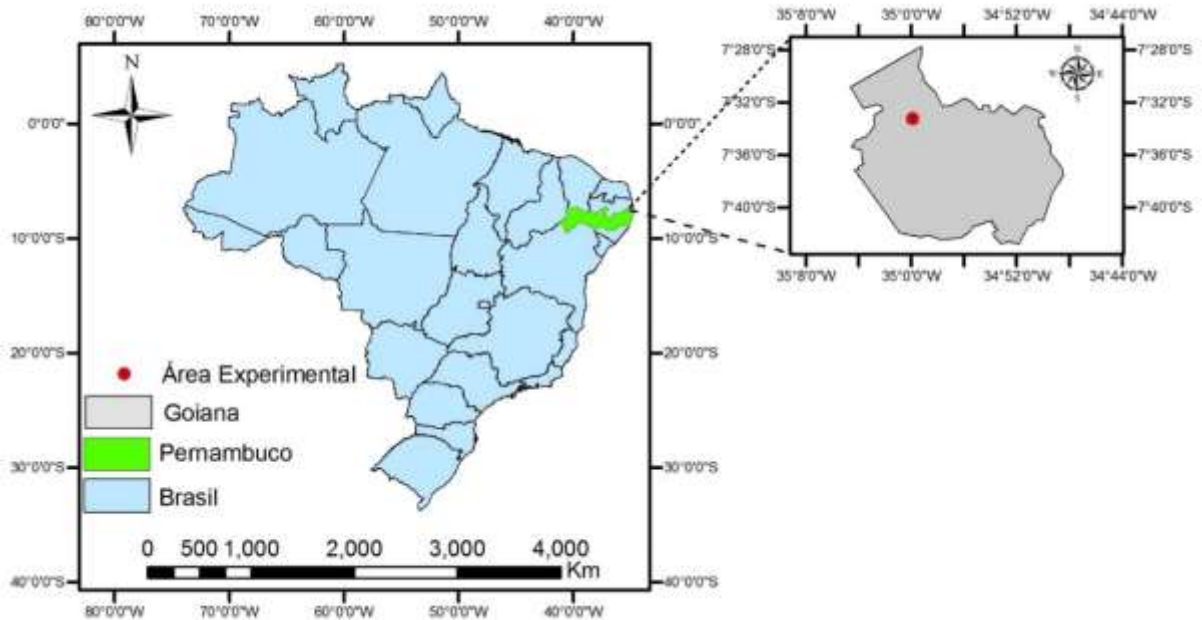 80°0'0"W 70°0'0"W 60°0'0"W 50°0'0"W 40°0'0"W
N
0°0'0" 0°0'0"
10°0'0"S 10°0'0"S
20°0'0"S 20°0'0"S
30°0'0"S 30°0'0"S
40°0'0"S 40°0'0"S
Área Experimental
Goiana
Pernambuco
Brasil
0 500 1,000 2,000 3,000 4,000
Km
80°0'0"W 70°0'0"W 60°0'0"W 50°0'0"W 40°0'0"W
35°8'0"W 35°0'0"W 34°52'0"W 34°44'0"W
7°28'0"S 7°28'0"S
7°32'0"S 7°32'0"S
7°36'0"S 7°36'0"S
7°40'0"S 7°40'0"S
35°8'0"W 35°0'0"W 34°52'0"W 34°44'0"W